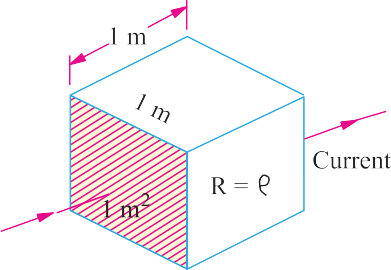 1 m
1 m
Current
R = ρ
1 m²